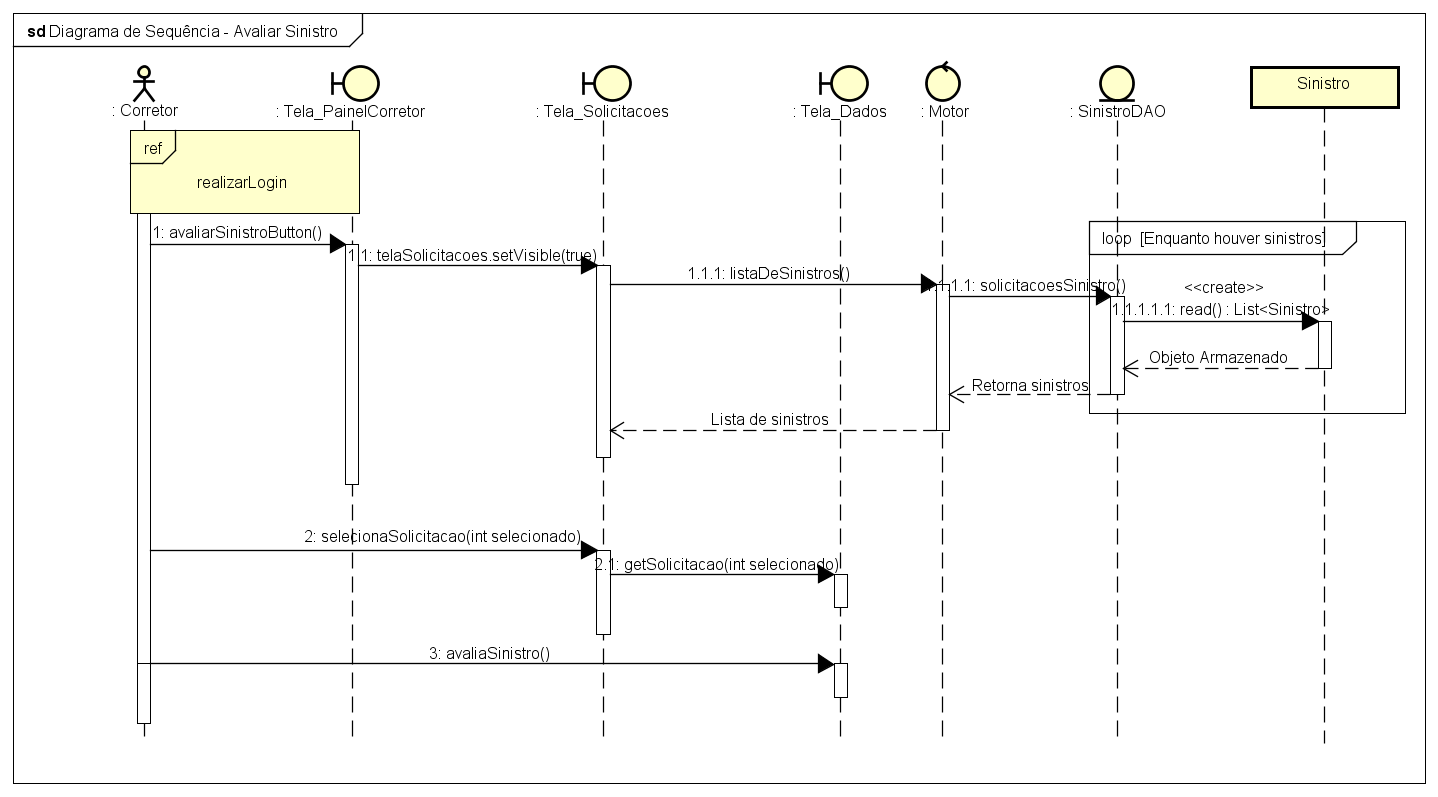 sd Diagrama de Sequência - Avaliar Sinistro
: Corretor
: Tela_PainelCorretor
: Tela_Solicitacoes
: Tela_Dados
: Motor
: SinistroDAO
Sinistro
ref
realizarLogin
1: avaliarSinistroButton()
loop [Enquanto houver sinistros]
1.1: telaSolicitacoes.setVisible(true)
1.1.1: listaDeSinistros()
1.1.1.1: solicitacoesSinistro()
<<create>>
1.1.1.1.1: read() : List<Sinistro>
Objeto Armazenado
Retorna sinistros
Lista de sinistros
2: selecionaSolicitacao(int selecionado)
2.1: getSolicitacao(int selecionado)
3: avaliaSinistro()